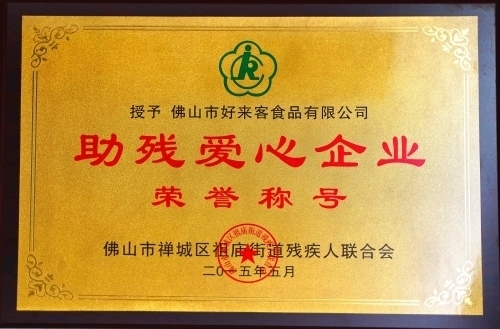 授予 佛山市好来客食品有限公司
助残爱心企业
荣誉称号
佛山市禅城区祖庙街道残疾人联合会
二〇一五年五月